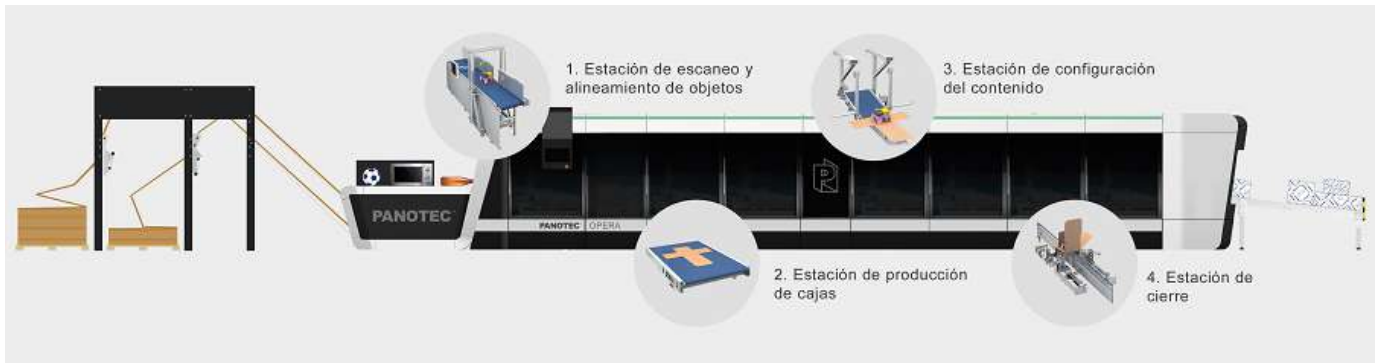 1. Estación de escaneo y
alineamiento de objetos
3. Estación de configuración
del contenido
PANOTEC
PANOTEC OPERA
2. Estación de producción
de cajas
4. Estación de
cierre